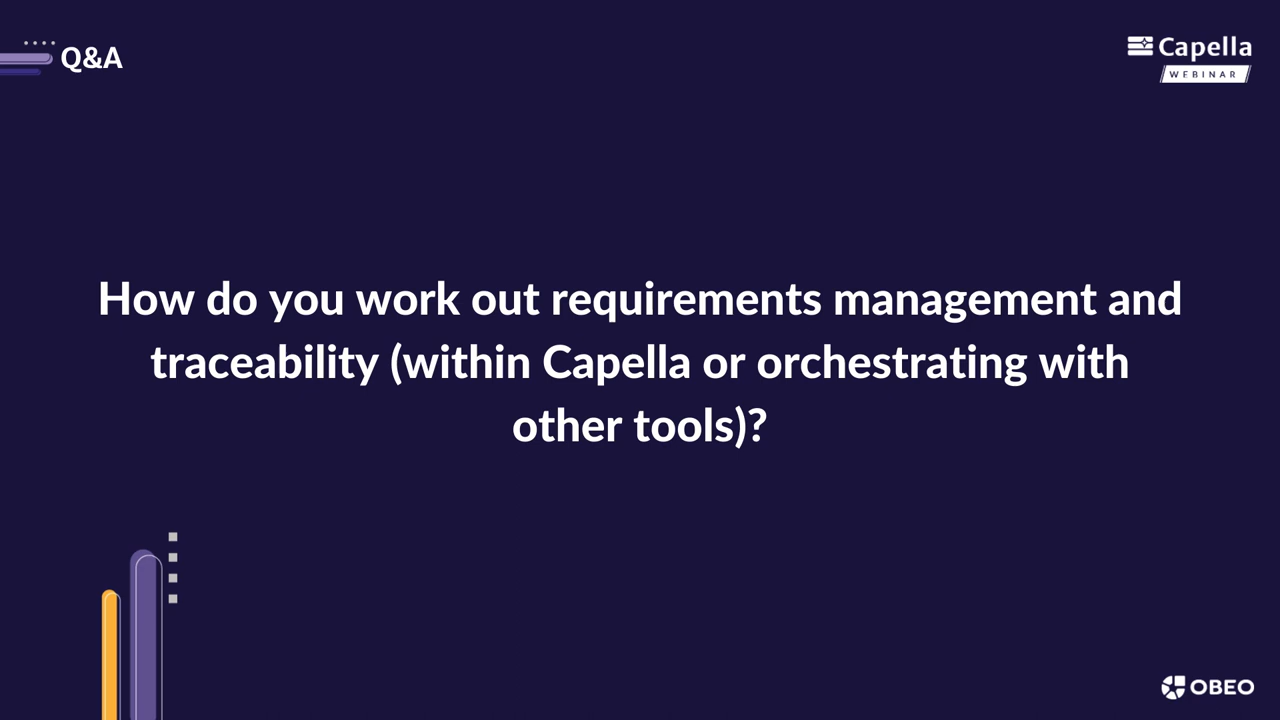 Q&A
Capella
WEBINAR
How do you work out requirements management and
traceability (within Capella or orchestrating with
other tools)?
OBEO